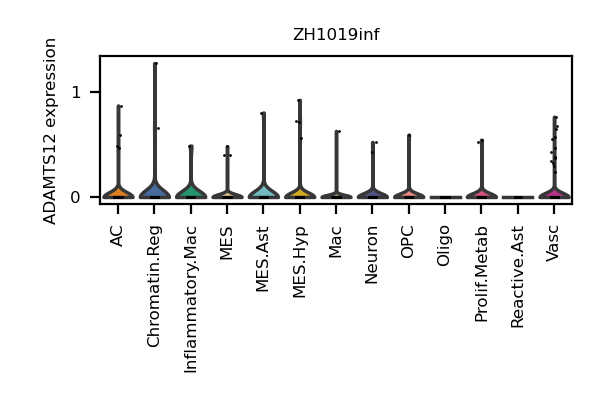 ZH1019inf
ADAMTS12 expression
1
0
AC
Chromatin.Reg
Inflammatory.Mac
MES
MES.Ast
MES.Hyp
Mac
Neuron
OPC
Oligo
Prolif.Metab
Reactive.Ast
Vasc